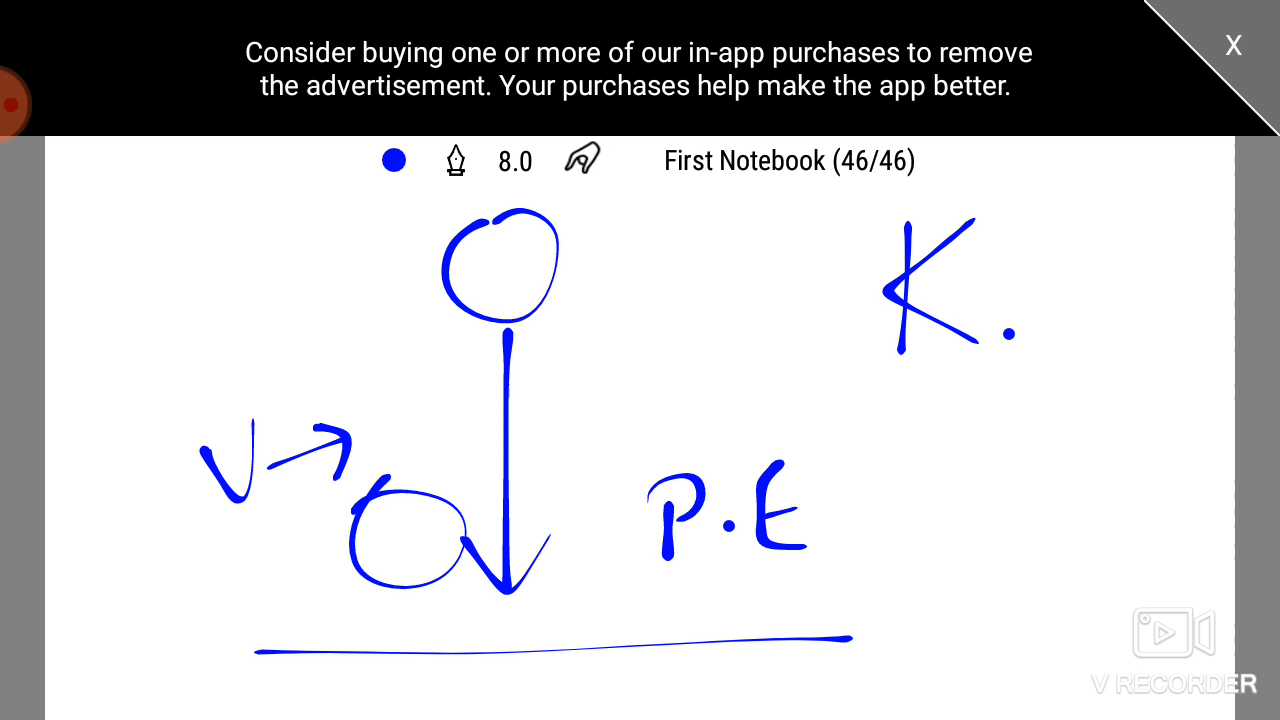 Consider buying one or more of our in-app purchases to remove
the advertisement. Your purchases help make the app better.
X
8.0
First Notebook (46/46)
K.
V
P.E
V RECORDER